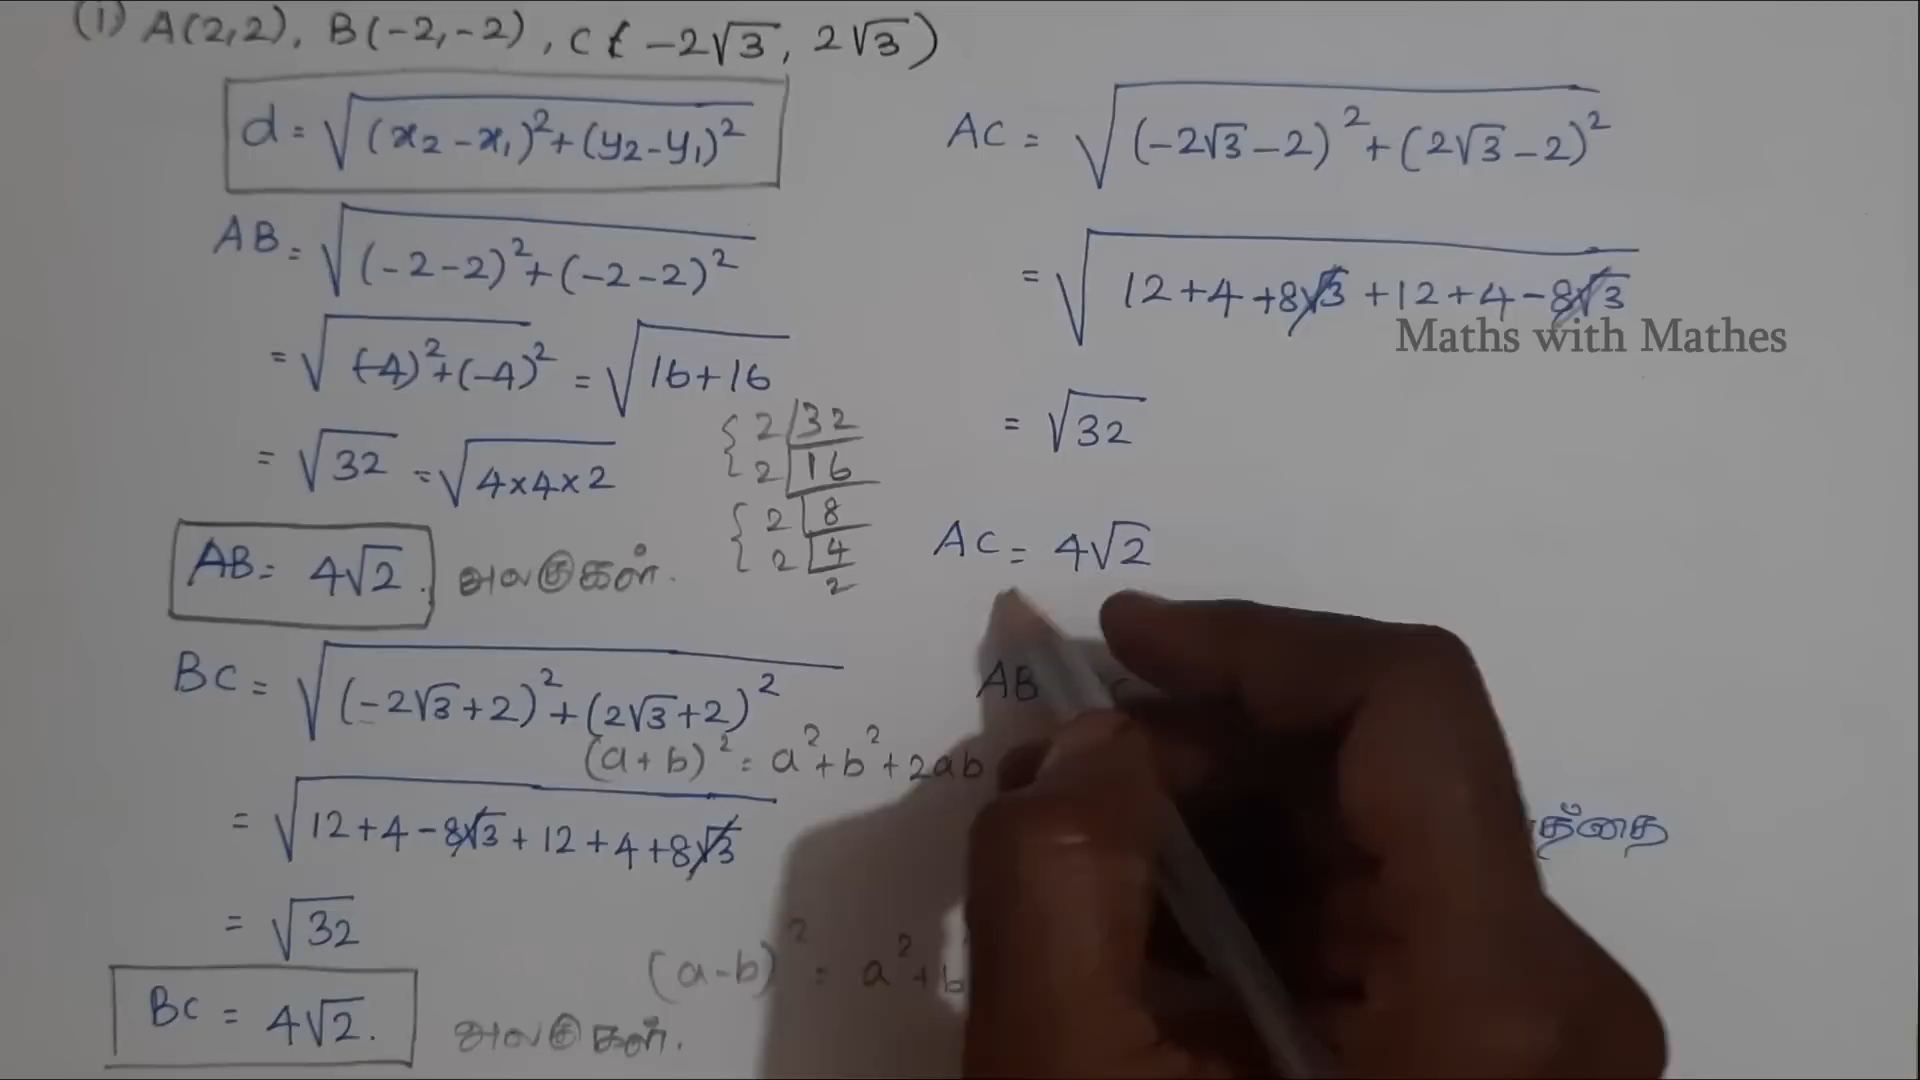 (i) A(2,2), B(-2,-2), C(-2√3, 2√3)
d = √(x₂-x₁)²+(y₂-y₁)²
AB = √(-2-2)²+(-2-2)²
= √(-4)²+(-4)² = √16+16
= √32 = √4×4×2
2 32
2 16
2 8
2 4
2
AB = 4√2. அலகுகள்.
BC = √(-2√3+2)²+(2√3+2)²
(a+b)² = a²+b²+2ab
= √12+4-8√3+12+4+8√3
= √32
(a-b)² = a²+b
BC = 4√2. அலகுகள்.
AC = √(-2√3-2)²+(2√3-2)²
= √12+4+8√3+12+4-8√3
Maths with Mathes
= √32
AC = 4√2
AB
த்தை